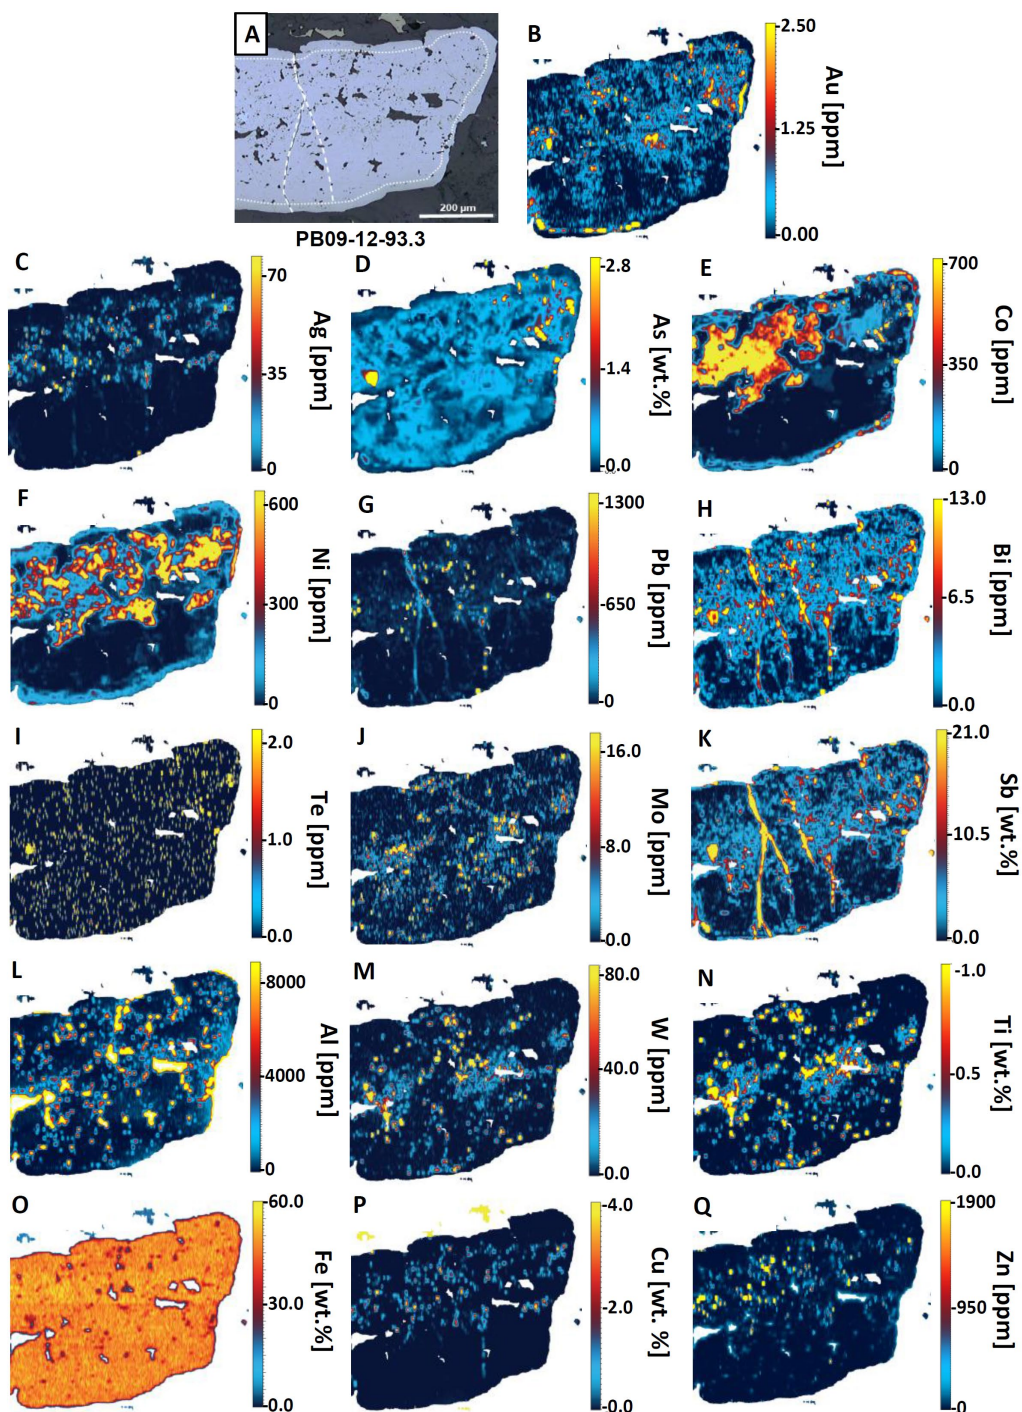 A
200 µm
PB09-12-93.3
B
2.50
1.25
0.00
Au [ppm]
C
70
35
0
Ag [ppm]
D
2.8
1.4
0.0
As [wt.%]
E
700
350
0
Co [ppm]
F
600
300
0
Ni [ppm]
G
1300
650
0
Pb [ppm]
H
13.0
6.5
0.0
Bi [ppm]
I
2.0
1.0
0.0
Te [ppm]
J
16.0
8.0
0.0
Mo [ppm]
K
21.0
10.5
0.0
Sb [wt.%]
L
8000
4000
0
Al [ppm]
M
80.0
40.0
0.0
W [ppm]
N
1.0
0.5
0.0
Ti [wt.%]
O
60.0
30.0
0.0
Fe [wt.%]
P
4.0
2.0
0.0
Cu [wt. %]
Q
1900
950
0
Zn [ppm]